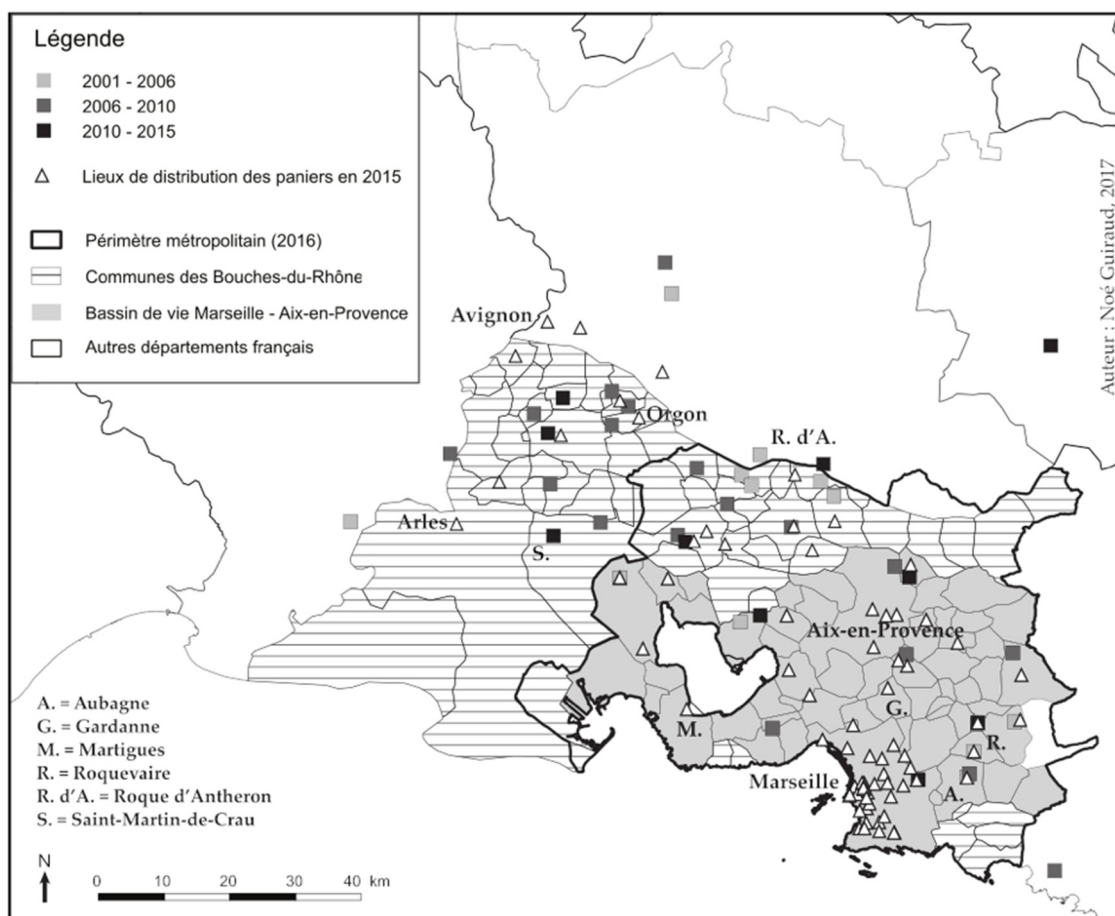 Légende
2001 - 2006
2006 - 2010
2010 - 2015
Lieux de distribution des paniers en 2015
Périmètre métropolitain (2016)
Communes des Bouches-du-Rhône
Bassin de vie Marseille - Aix-en-Provence
Autres départements français
Auteur : Noé Guiraud, 2017
Avignon
Orgon
R. d'A.
Arles
S.
Aix-en-Provence
G.
M.
R.
Marseille
A.
A. = Aubagne
G. = Gardanne
M. = Martigues
R. = Roquevaire
R. d'A. = Roque d'Antheron
S. = Saint-Martin-de-Crau
N
0 10 20 30 40 km